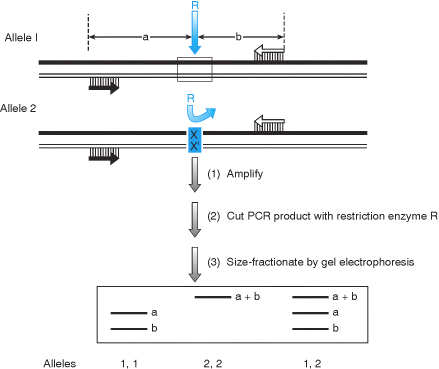 R
Allele I
a
b
Allele 2
R
X
X'
(1) Amplify
(2) Cut PCR product with restriction enzyme R
(3) Size-fractionate by gel electrophoresis
a + b
a + b
a
a
b
b
Alleles 1, 1 2, 2 1, 2